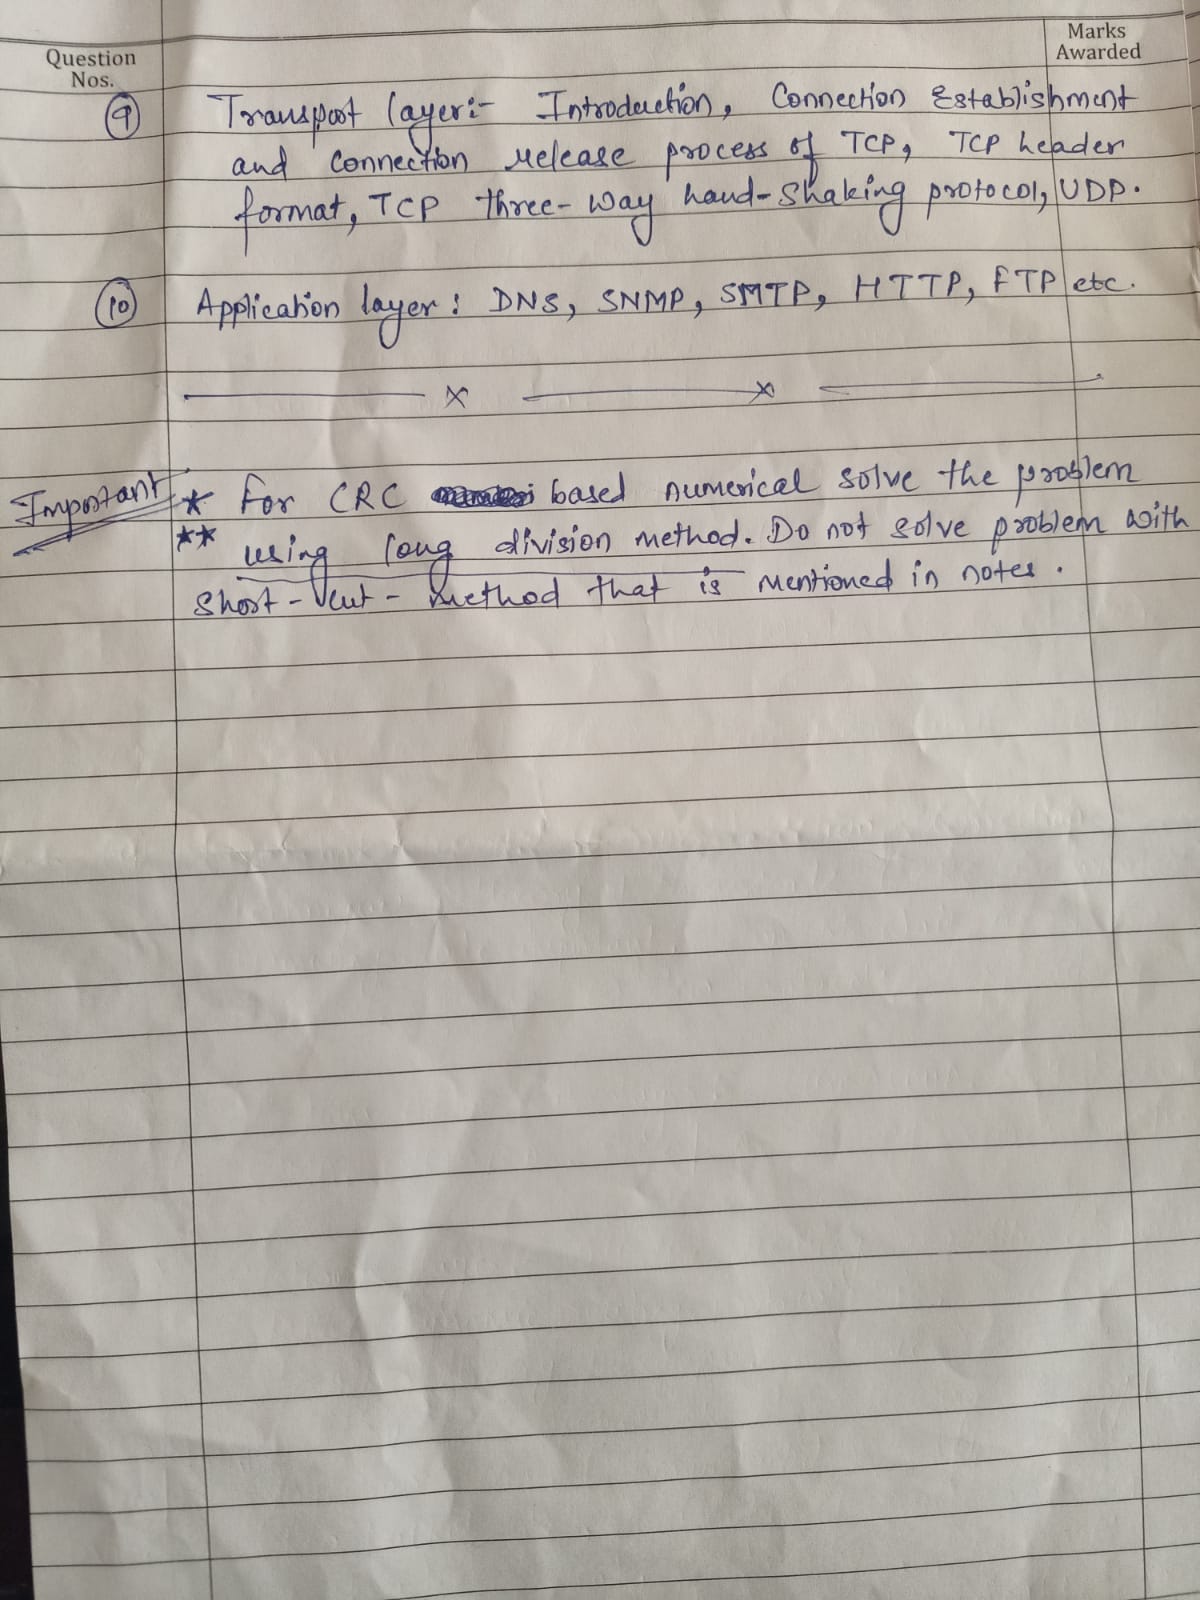 Question Nos.
Marks Awarded
9 Transport layer:- Introduction, Connection Establishment
and connection release process of TCP, TCP header
format, TCP three-way hand-shaking protocol, UDP.
10 Application layer: DNS, SNMP, SMTP, HTTP, FTP etc.
x x
Important * For CRC based numerical solve the problem
** using long division method. Do not solve problem with
short-cut-method that is mentioned in notes.